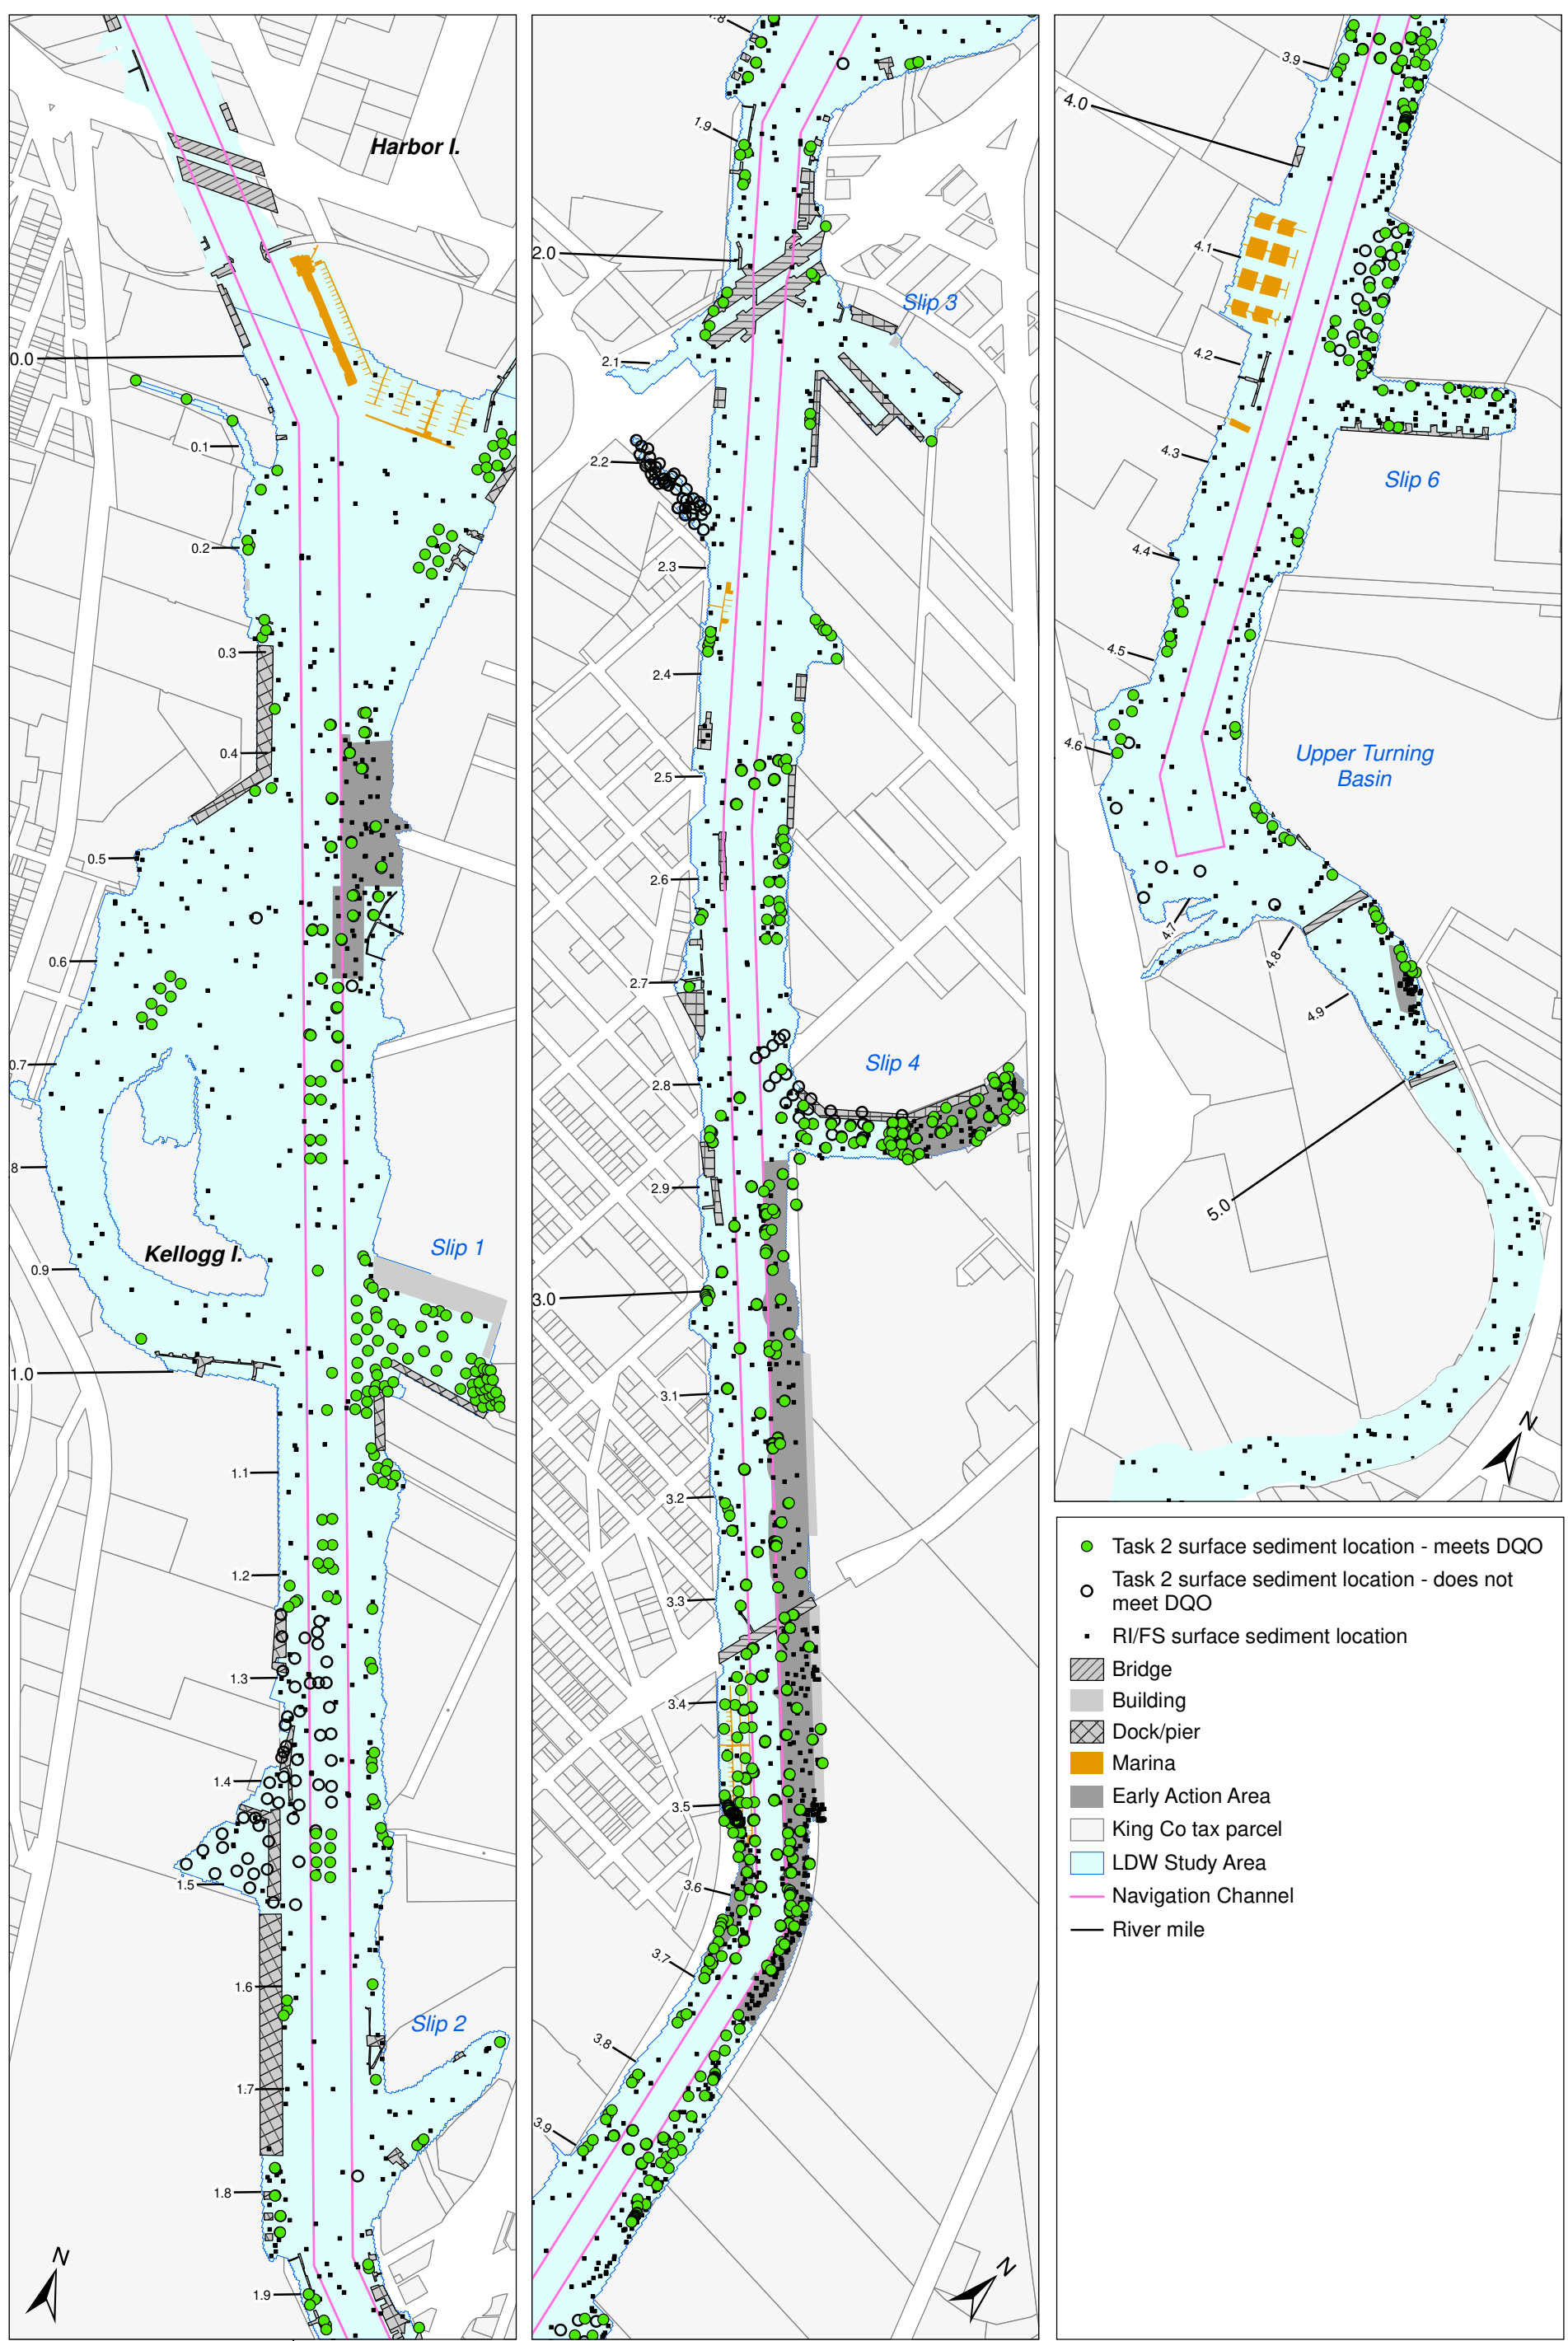 Harbor I.
0.0
0.1
0.2
0.3
0.4
0.5
0.6
0.7
8
Kellogg I.
Slip 1
0.9
1.0
1.1
1.2
1.3
1.4
1.5
1.6
Slip 2
1.7
1.8
1.9
N
1.8
1.9
2.0
Slip 3
2.1
2.2
2.3
2.4
2.5
2.6
2.7
Slip 4
2.8
2.9
3.0
3.1
3.2
3.3
3.4
3.5
3.6
3.7
3.8
3.9
N
3.9
4.0
4.1
4.2
4.3
Slip 6
4.4
4.5
4.6
Upper Turning
Basin
4.7
4.8
4.9
5.0
N
Task 2 surface sediment location - meets DQO
Task 2 surface sediment location - does not
meet DQO
RI/FS surface sediment location
Bridge
Building
Dock/pier
Marina
Early Action Area
King Co tax parcel
LDW Study Area
Navigation Channel
River mile